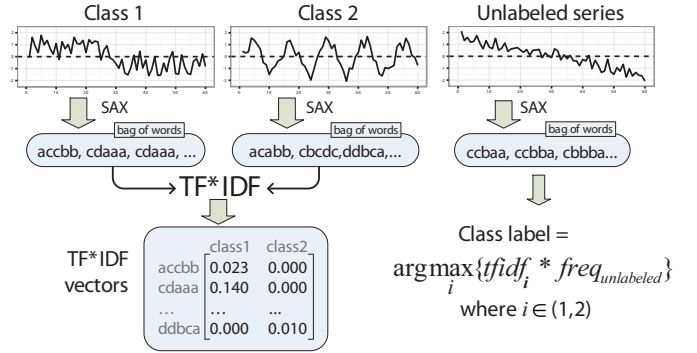 Class 1
Class 2
Unlabeled series
SAX
SAX
SAX
bag of words
bag of words
bag of words
accbb, cdaaa, cdaaa, ...
acabb, cbcdc,ddbca,...
ccbaa, ccbba, cbbba...
TF*IDF
TF*IDF
vectors
class1 class2
accbb 0.023 0.000
cdaaa 0.140 0.000
... ... ...
ddbca 0.000 0.010
Class label =
arg max{tfidf_i * freq_unlabeled}
i
where i ∈ (1,2)